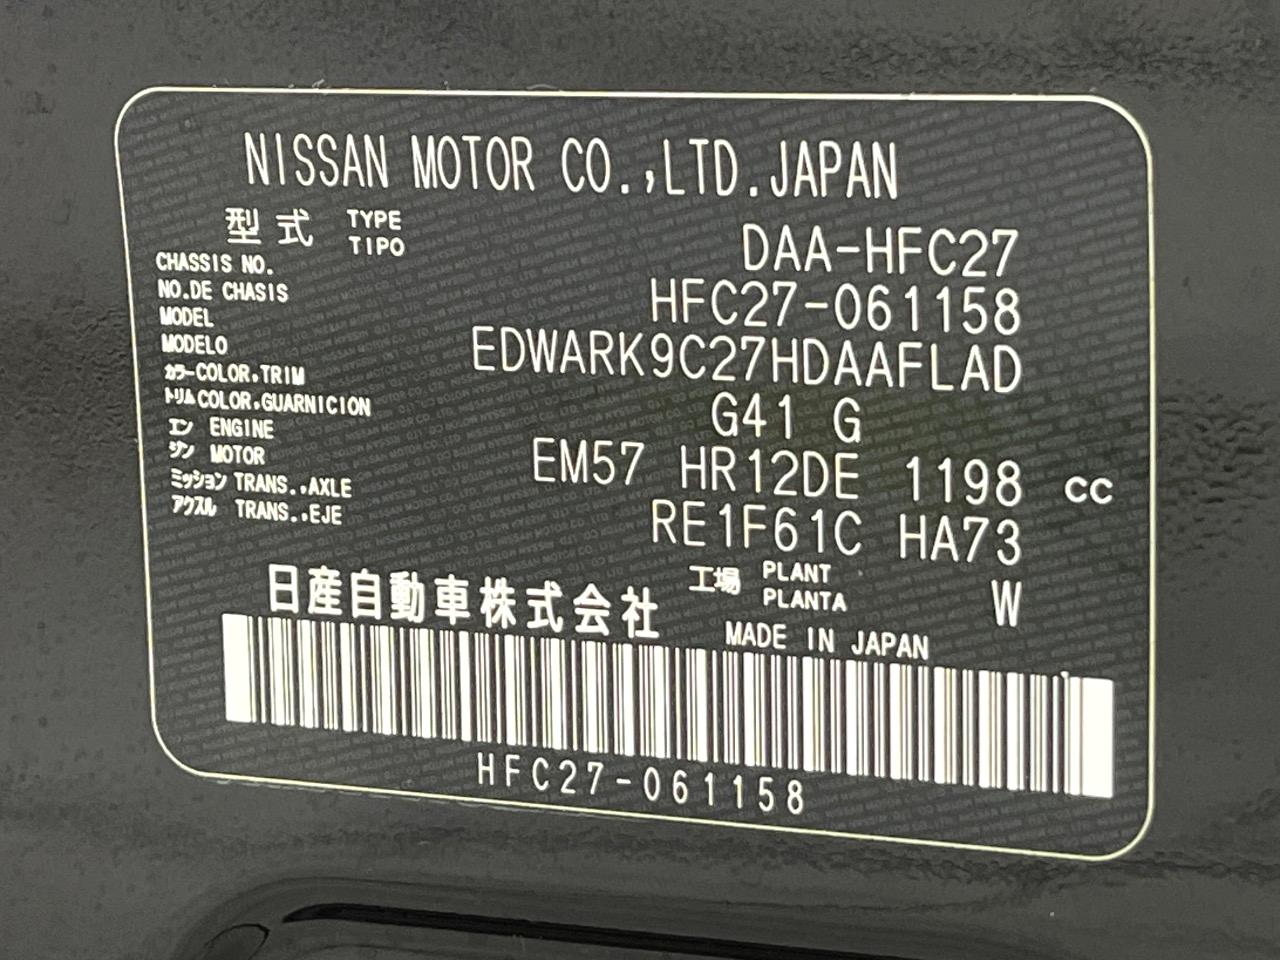 NISSAN MOTOR CO.,LTD.JAPAN
型式 TYPE TIPO DAA-HFC27
CHASSIS NO.
NO.DE CHASIS HFC27-061158
MODEL
MODELO EDWARK9C27HDAAFLAD
カラー COLOR,TRIM
トリム COLOR,GUARNICION G41 G
エン ENGINE
ジン MOTOR EM57 HR12DE 1198 cc
ミッション TRANS.,AXLE
アクスル TRANS.,EJE RE1F61C HA73
工場 PLANT PLANTA W
日産自動車株式会社 MADE IN JAPAN
HFC27-061158